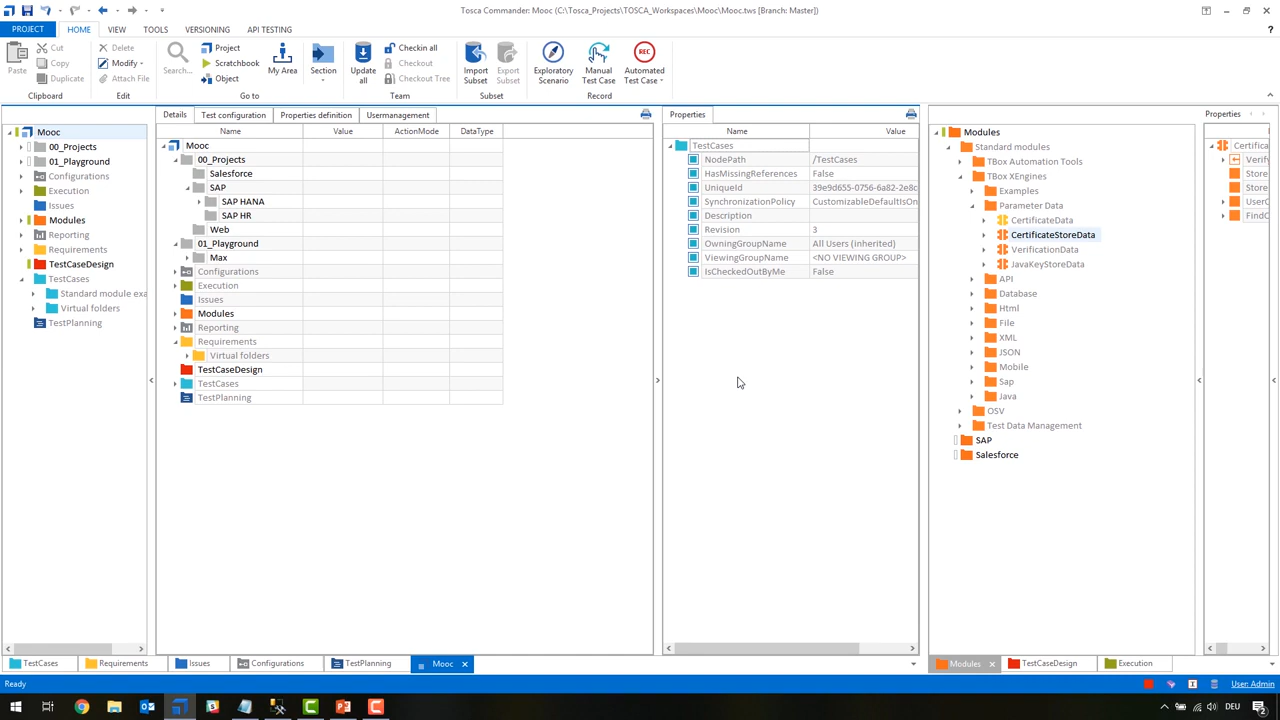 Tosca Commander: Mooc (C:\Tosca_Projects\TOSCA_Workspaces\Mooc\Mooc.tws [Branch: Master])
PROJECT HOME VIEW TOOLS VERSIONING API TESTING ?
Paste
Cut
Copy
Duplicate
Clipboard
Delete
Modify
Attach File
Edit
Search...
Project
Scratchbook
Object
My Area
Go to
Section
Update all
Checkin all
Checkout
Checkout Tree
Team
Import Subset
Export Subset
Subset
Exploratory Scenario
Manual Test Case
REC
Automated Test Case
Record
Mooc
00_Projects
01_Playground
Configurations
Execution
Issues
Modules
Reporting
Requirements
TestCaseDesign
TestCases
Standard module exa
Virtual folders
TestPlanning
Details Test configuration Properties definition Usermanagement
Name Value ActionMode DataType
Mooc
00_Projects
Salesforce
SAP
SAP HANA
SAP HR
Web
01_Playground
Max
Configurations
Execution
Issues
Modules
Reporting
Requirements
Virtual folders
TestCaseDesign
TestCases
TestPlanning
Properties
Name Value
TestCases
NodePath /TestCases
HasMissingReferences False
UniqueId 39e9d655-0756-6a82-2e8c
SynchronizationPolicy CustomizableDefaultIsOn
Description
Revision 3
OwningGroupName All Users (inherited)
ViewingGroupName <NO VIEWING GROUP>
IsCheckedOutByMe False
Modules
Standard modules
TBox Automation Tools
TBox XEngines
Examples
Parameter Data
CertificateData
CertificateStoreData
VerificationData
JavaKeyStoreData
API
Database
Html
File
XML
JSON
Mobile
Sap
Java
OSV
Test Data Management
SAP
Salesforce
Properties
Certifica
Verify
Store
Store
UserC
FindC
TestCases Requirements Issues Configurations TestPlanning Mooc
Modules TestCaseDesign Execution
Ready
User: Admin
DEU
2